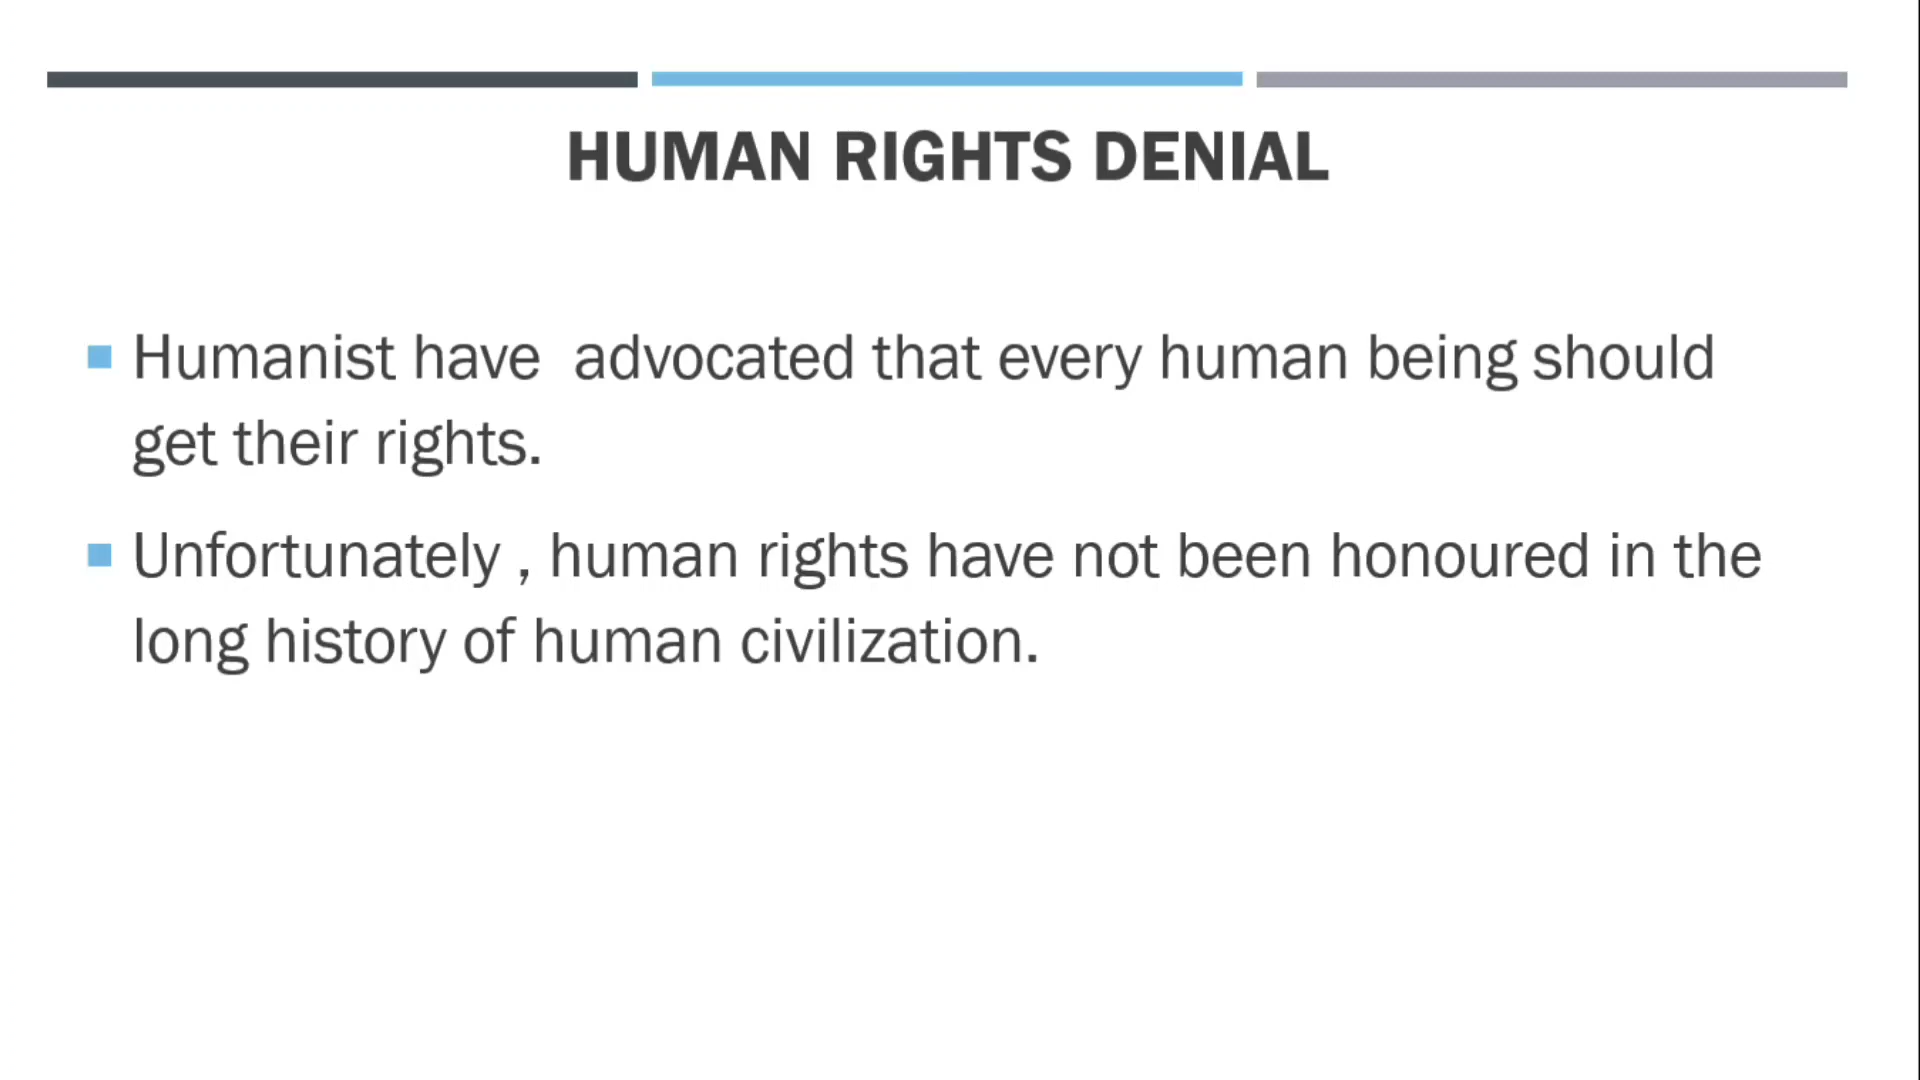 HUMAN RIGHTS DENIAL
Humanist have  advocated that every human being should
get their rights.
Unfortunately , human rights have not been honoured in the
long history of human civilization.